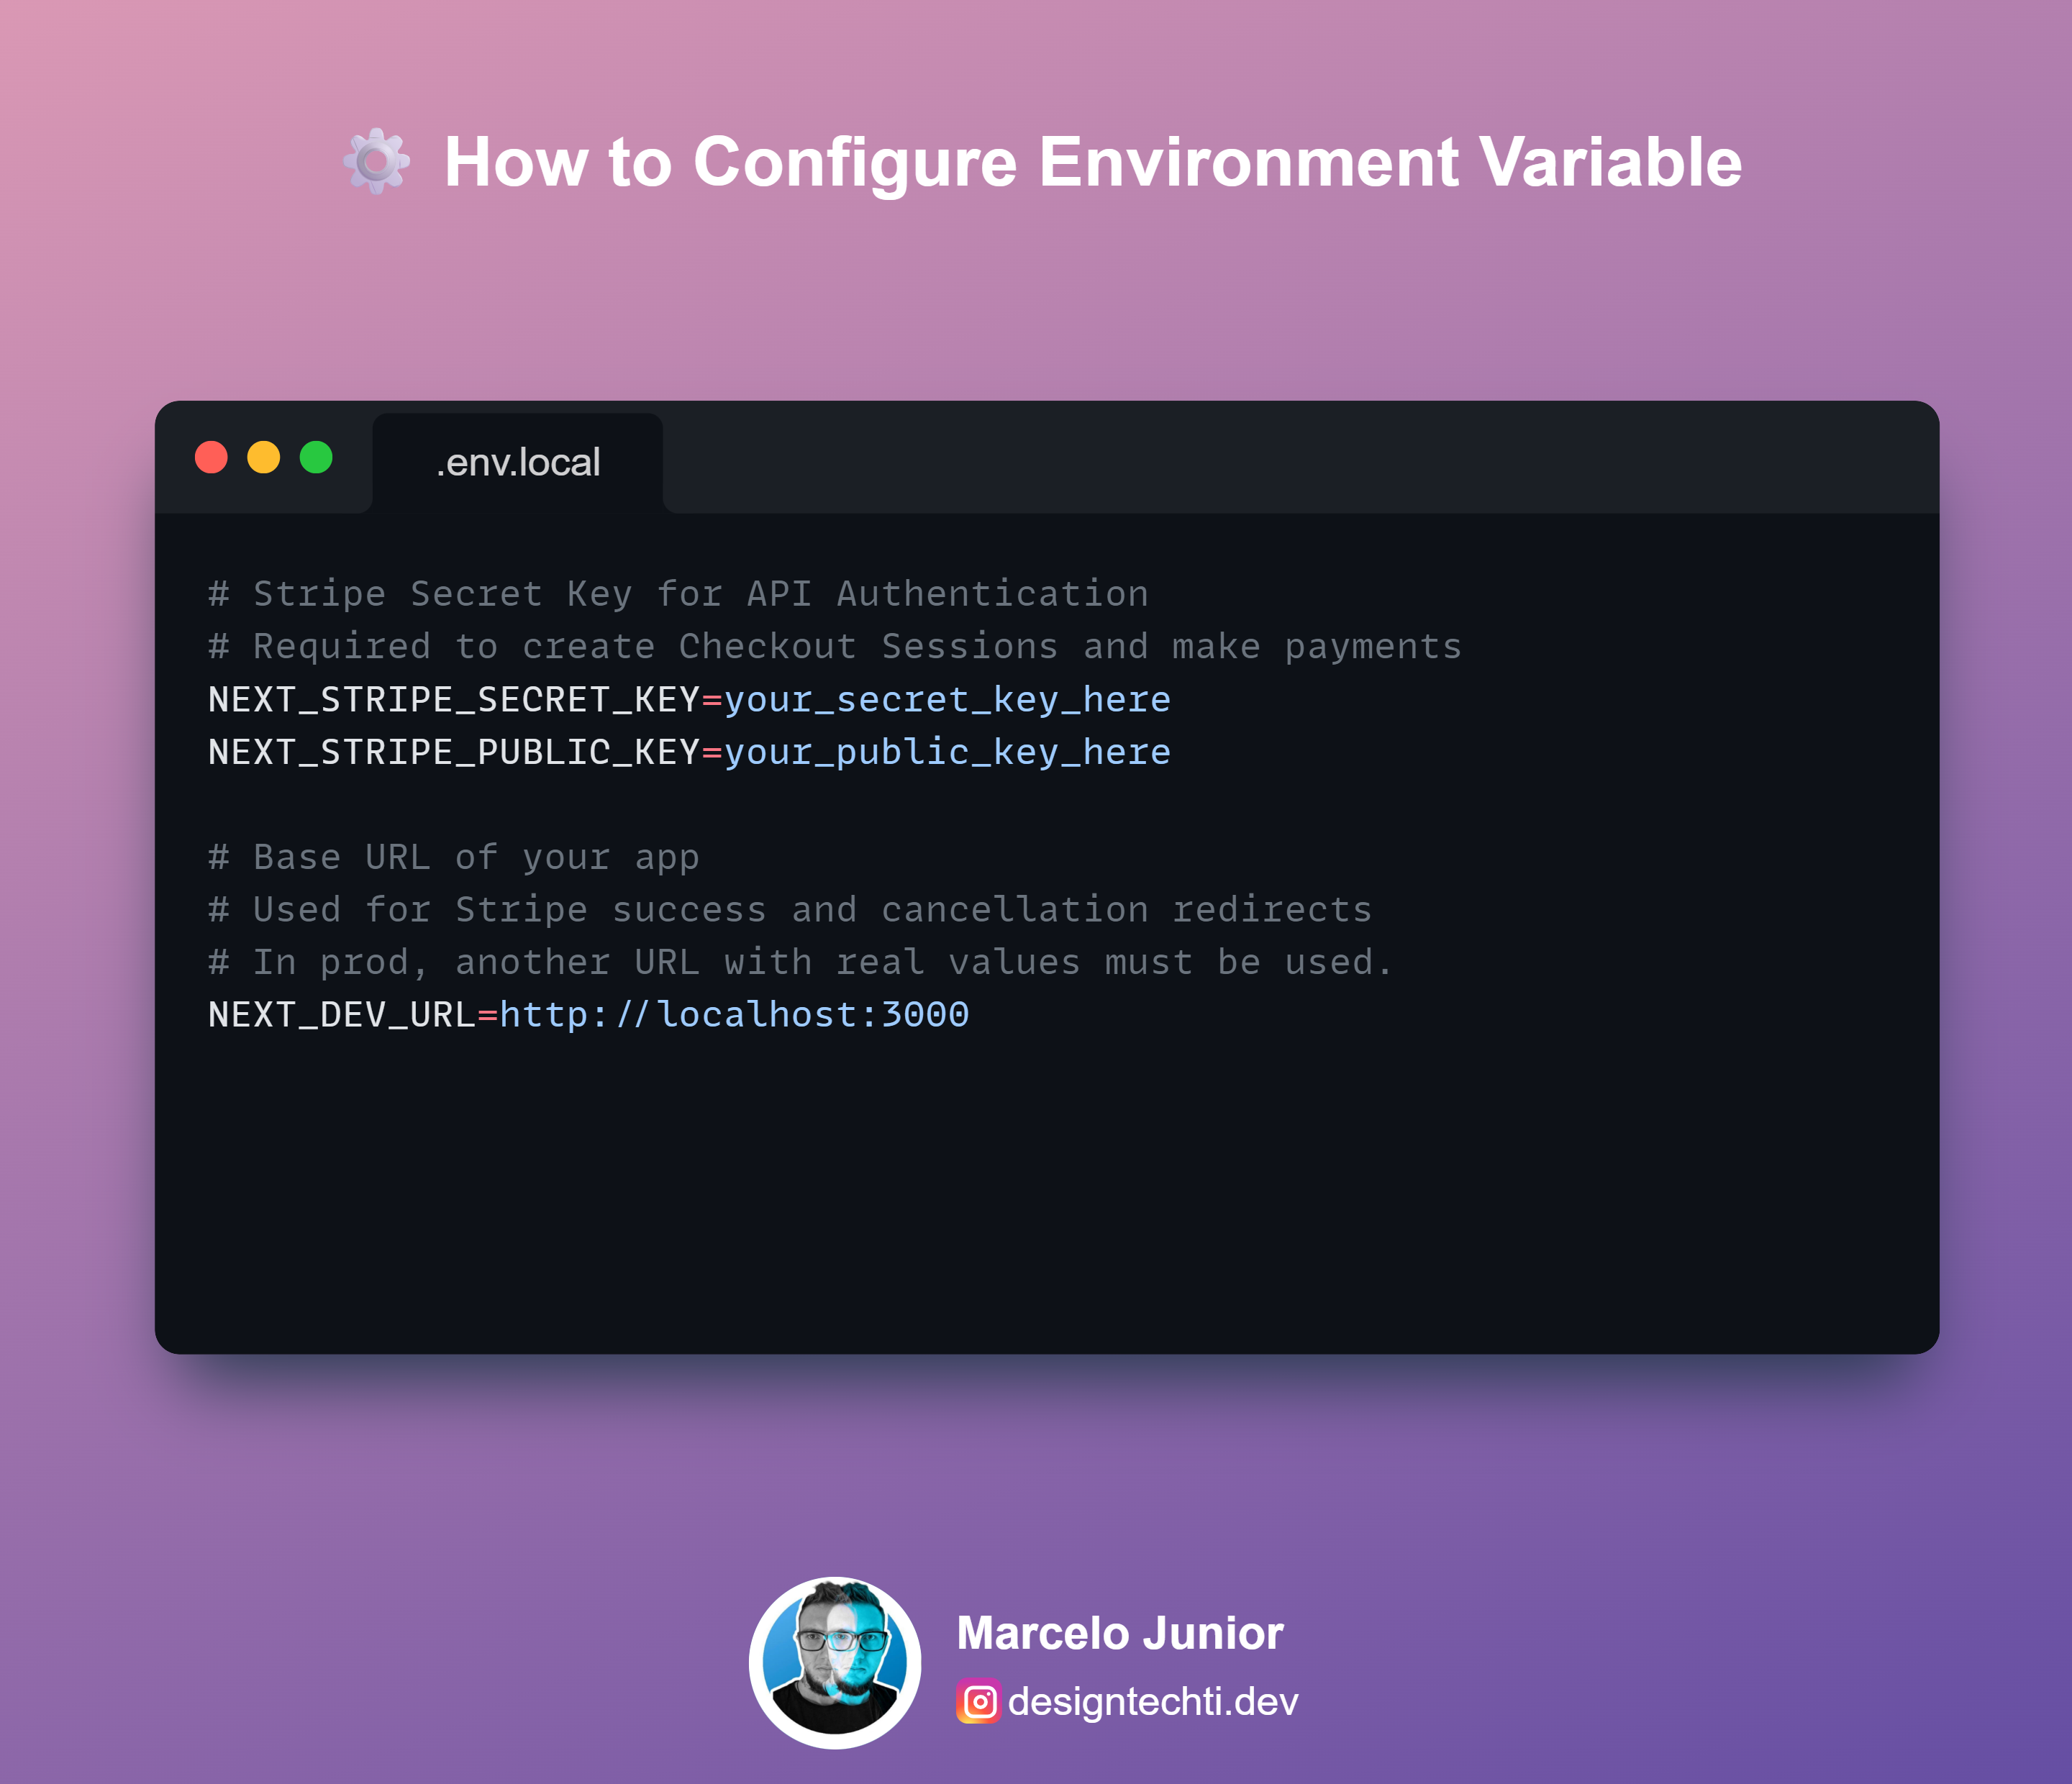 ⚙️ How to Configure Environment Variable
.env.local
# Stripe Secret Key for API Authentication
# Required to create Checkout Sessions and make payments
NEXT_STRIPE_SECRET_KEY=your_secret_key_here
NEXT_STRIPE_PUBLIC_KEY=your_public_key_here
# Base URL of your app
# Used for Stripe success and cancellation redirects
# In prod, another URL with real values must be used.
NEXT_DEV_URL=http://localhost:3000
Marcelo Junior
designtechti.dev